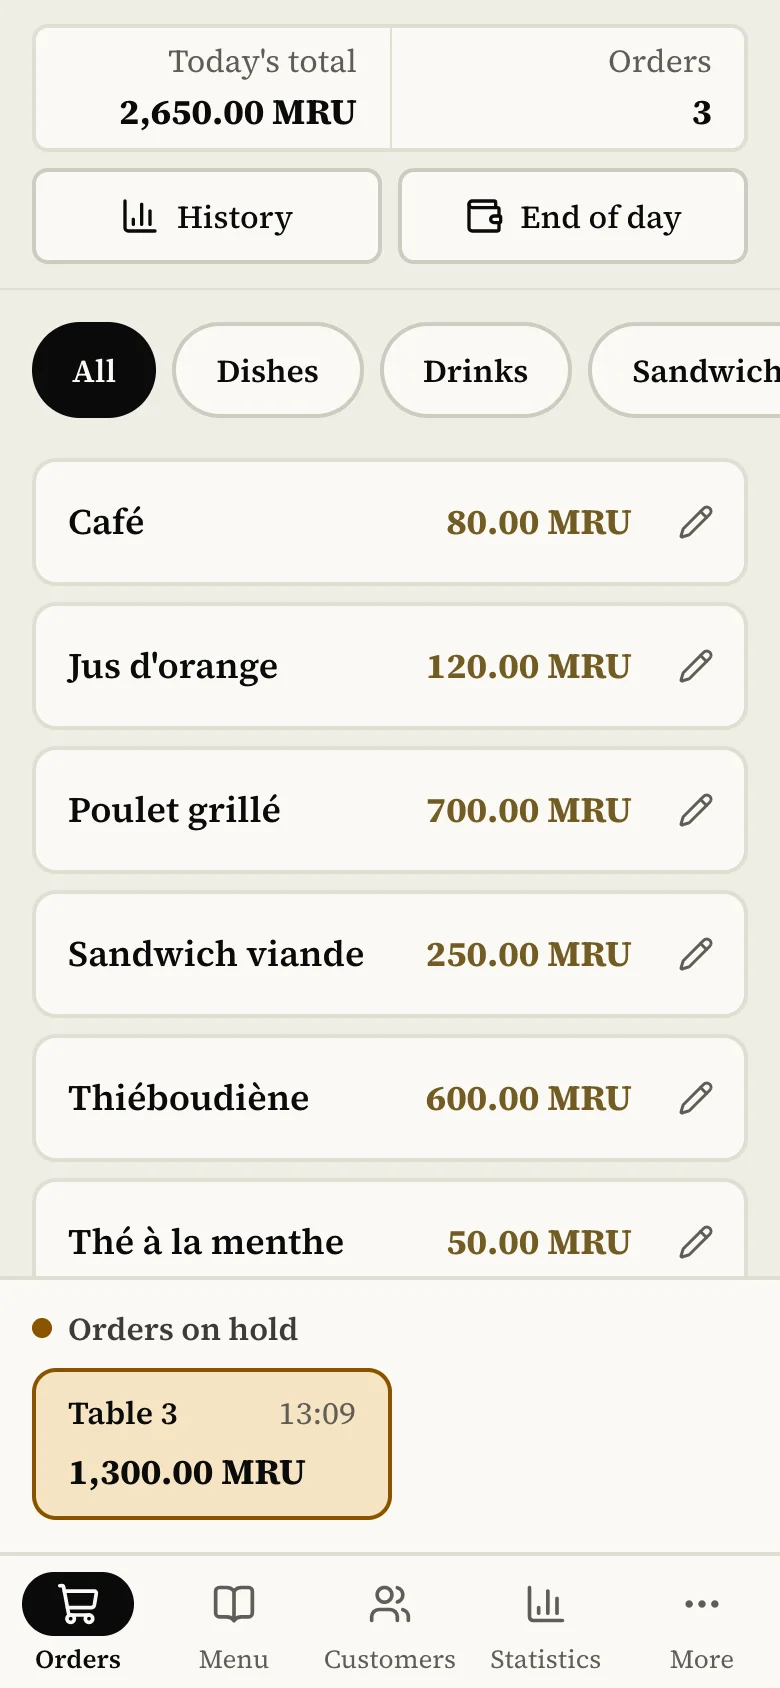 Today's total
2,650.00 MRU
Orders
3
History
End of day
All
Dishes
Drinks
Sandwich
Café
80.00 MRU
Jus d'orange
120.00 MRU
Poulet grillé
700.00 MRU
Sandwich viande
250.00 MRU
Thiéboudiène
600.00 MRU
Thé à la menthe
50.00 MRU
Orders on hold
Table 3
13:09
1,300.00 MRU
Orders
Menu
Customers
Statistics
More